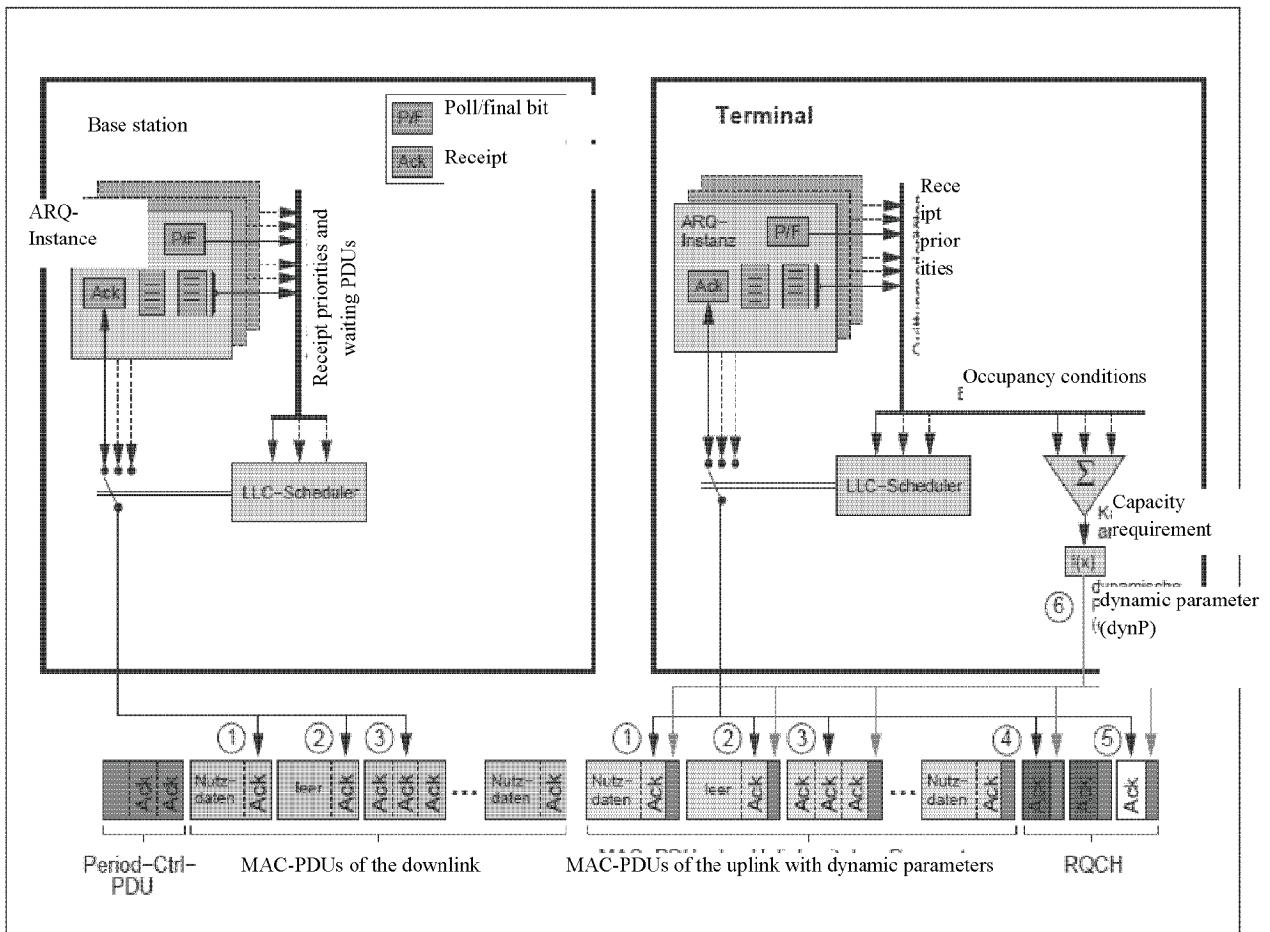 Base station
P/F
Poll/final bit
Ack
Receipt
ARQ-
Instance
P/F
Ack
Receipt priorities and
waiting PDUs
LLC-Scheduler
Terminal
ARQ-
Instanz
P/F
Ack
Rece
ipt
prior
ities
Occupancy conditions
LLC-Scheduler
Σ
Capacity
requirement
f(x)
6
dynamische
dynamic parameter
(dynP)
1
2
3
Ack
Ack
Nutz-
daten
Ack
leer
Ack
Ack
Ack
Ack
...
Nutz-
daten
Ack
Period-Ctrl-
PDU
MAC-PDUs of the downlink
1
2
3
4
5
Nutz-
daten
Ack
leer
Ack
Ack
Ack
Ack
...
Nutz-
daten
Ack
Ack
Ack
Ack
MAC-PDUs of the uplink with dynamic parameters
RQCH